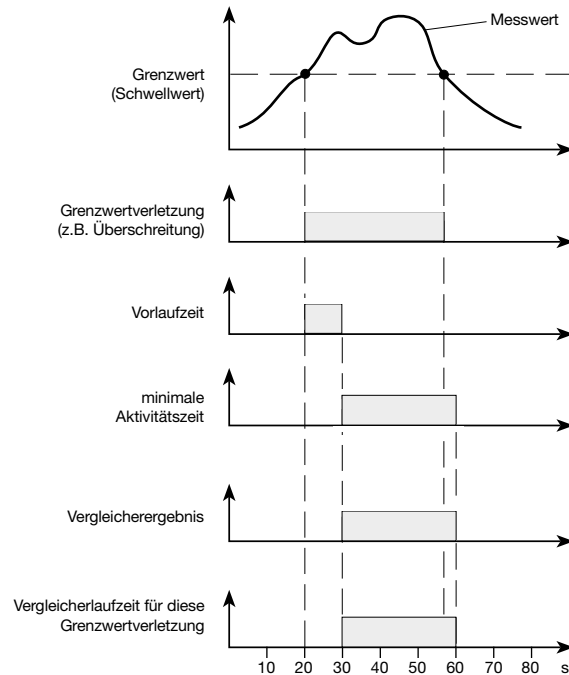 Messwert
Grenzwert
(Schwellwert)
Grenzwertverletzung
(z.B. Überschreitung)
Vorlaufzeit
minimale
Aktivitätszeit
Vergleicherergebnis
Vergleicherlaufzeit für diese
Grenzwertverletzung
10 20 30 40 50 60 70 80 s